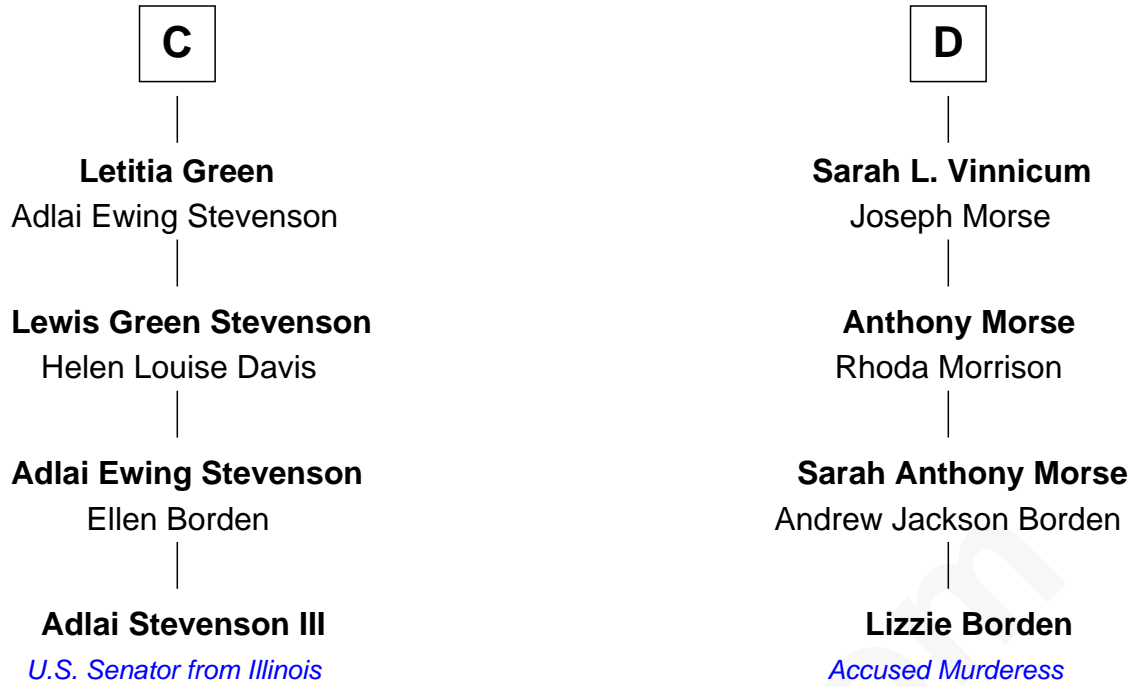 C
Letitia Green
Adlai Ewing Stevenson
Lewis Green Stevenson
Helen Louise Davis
Adlai Ewing Stevenson
Ellen Borden
Adlai Stevenson III
U.S. Senator from Illinois
D
Sarah L. Vinnicum
Joseph Morse
Anthony Morse
Rhoda Morrison
Sarah Anthony Morse
Andrew Jackson Borden
Lizzie Borden
Accused Murderess